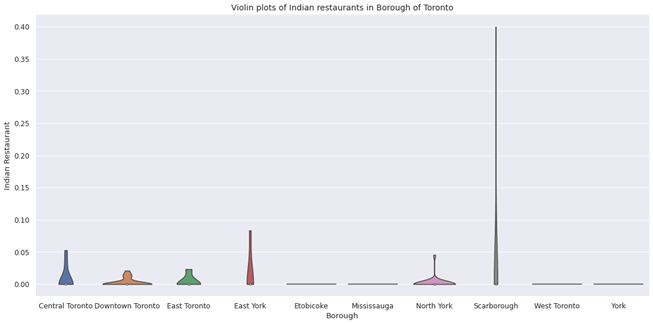 Violin plots of Indian restaurants in Borough of Toronto
Indian Restaurant
0.40
0.35
0.30
0.25
0.20
0.15
0.10
0.05
0.00
Central Toronto Downtown Toronto East Toronto East York Etobicoke Mississauga North York Scarborough West Toronto York
Borough